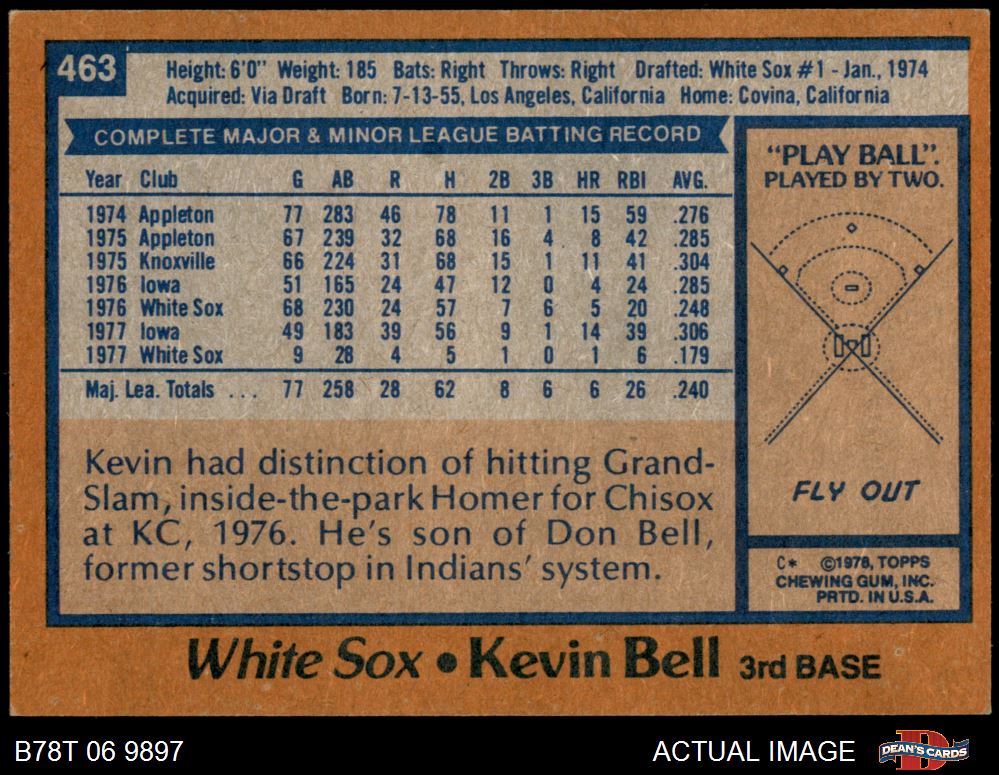 463
Height: 6'0" Weight: 185 Bats: Right Throws: Right Drafted: White Sox #1 - Jan., 1974
Acquired: Via Draft Born: 7-13-55, Los Angeles, California Home: Covina, California
COMPLETE MAJOR & MINOR LEAGUE BATTING RECORD
Year Club G AB R H 2B 3B HR RBI AVG.
1974 Appleton 77 283 46 78 11 1 15 59 .276
1975 Appleton 67 239 32 68 16 4 8 42 .285
1975 Knoxville 66 224 31 68 15 1 11 41 .304
1976 Iowa 51 165 24 47 12 0 4 24 .285
1976 White Sox 68 230 24 57 7 6 5 20 .248
1977 Iowa 49 183 39 56 9 1 14 39 .306
1977 White Sox 9 28 4 5 1 0 1 6 .179
Maj. Lea. Totals ... 77 258 28 62 8 6 6 26 .240
Kevin had distinction of hitting Grand-
Slam, inside-the-park Homer for Chisox
at KC, 1976. He's son of Don Bell,
former shortstop in Indians' system.
"PLAY BALL".
PLAYED BY TWO.
FLY OUT
C* ©1978, TOPPS
CHEWING GUM, INC.
PRTD. IN U.S.A.
White Sox • Kevin Bell 3rd BASE
B78T 06 9897 ACTUAL IMAGE
D
DEAN'S CARDS